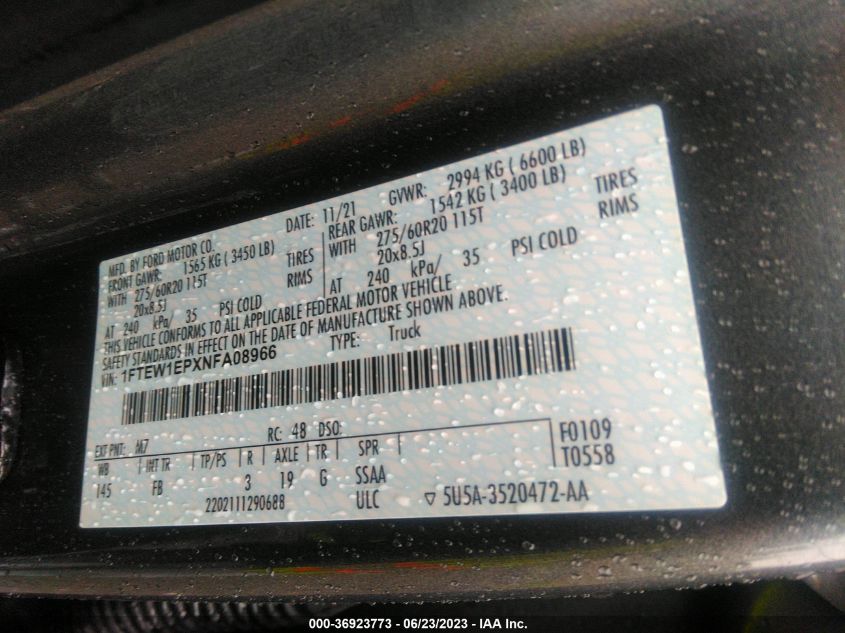 MFD. BY FORD MOTOR CO. DATE: 11/21 GVWR: 2994 KG ( 6600 LB)
FRONT GAWR: 1565 KG ( 3450 LB) REAR GAWR: 1542 KG ( 3400 LB)
WITH 275/60R20 115T TIRES WITH 275/60R20 115T TIRES
20x8.5J RIMS 20x8.5J RIMS
AT 240 kPa/ 35 PSI COLD AT 240 kPa/ 35 PSI COLD
THIS VEHICLE CONFORMS TO ALL APPLICABLE FEDERAL MOTOR VEHICLE
SAFETY STANDARDS IN EFFECT ON THE DATE OF MANUFACTURE SHOWN ABOVE.
VIN: 1FTEW1EPXNFA08966 TYPE: Truck
EXT PNT: M7 RC: 48 DSO: F0109
WB INT TR TP/PS R AXLE TR SPR T0558
145 FB 3 19 G SSAA
2202111290688 ULC ▽ 5U5A-3520472-AA
000-36923773 - 06/23/2023 - IAA Inc.